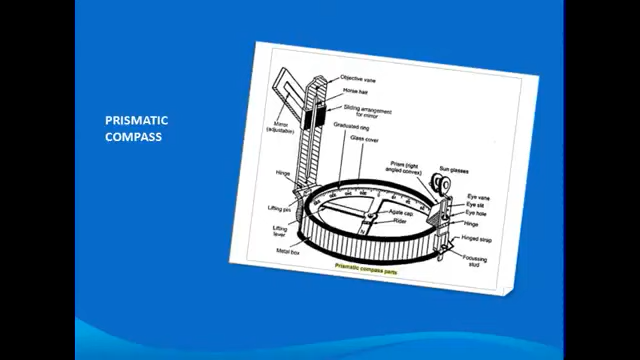 PRISMATIC
COMPASS
Objective vane
Horse hair
Sliding arrangement
for mirror
Mirror
(adjustable)
Graduated ring
Glass cover
Prism (right
angled convex)
Sun glasses
Hinge
Eye vane
Eye slit
Eye hole
Hinge
Lifting pin
Agate cap
Rider
Lifting
lever
Hinged strap
Metal box
Focussing
stud
Prismatic compass parts